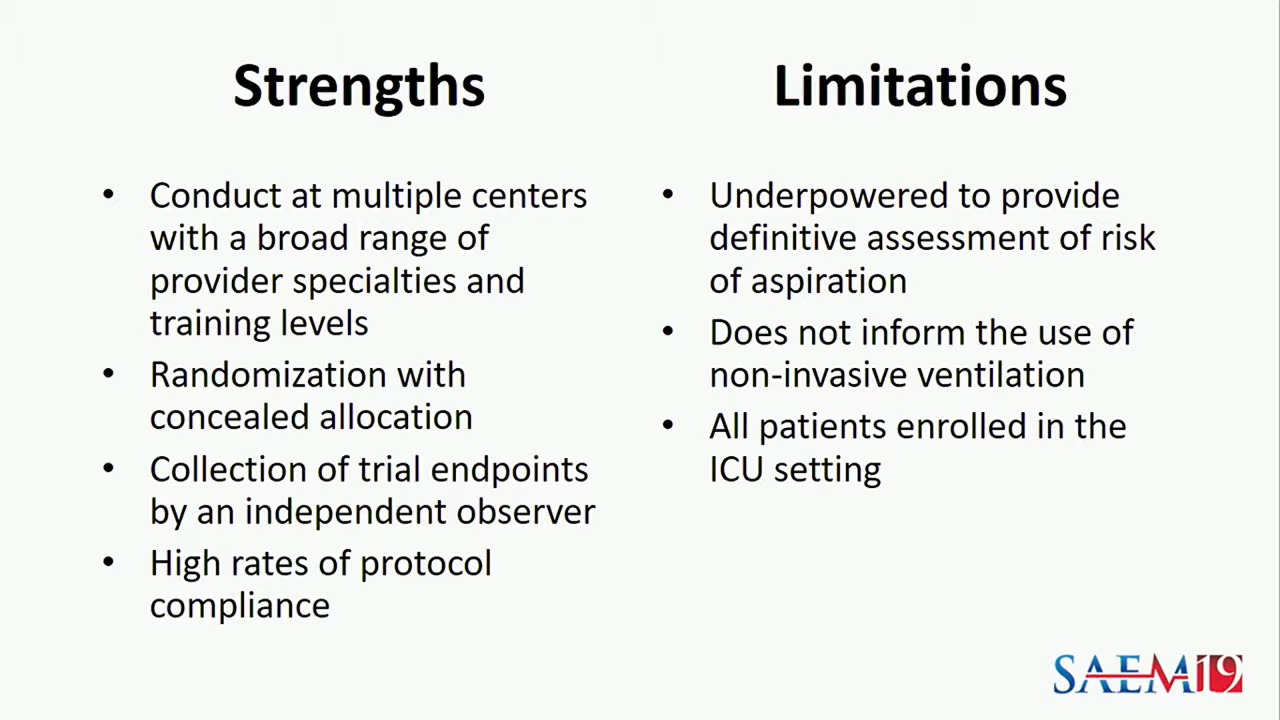 Strengths
• Conduct at multiple centers
with a broad range of
provider specialties and
training levels
• Randomization with
concealed allocation
• Collection of trial endpoints
by an independent observer
• High rates of protocol
compliance
Limitations
• Underpowered to provide
definitive assessment of risk
of aspiration
• Does not inform the use of
non-invasive ventilation
• All patients enrolled in the
ICU setting
SAEM19